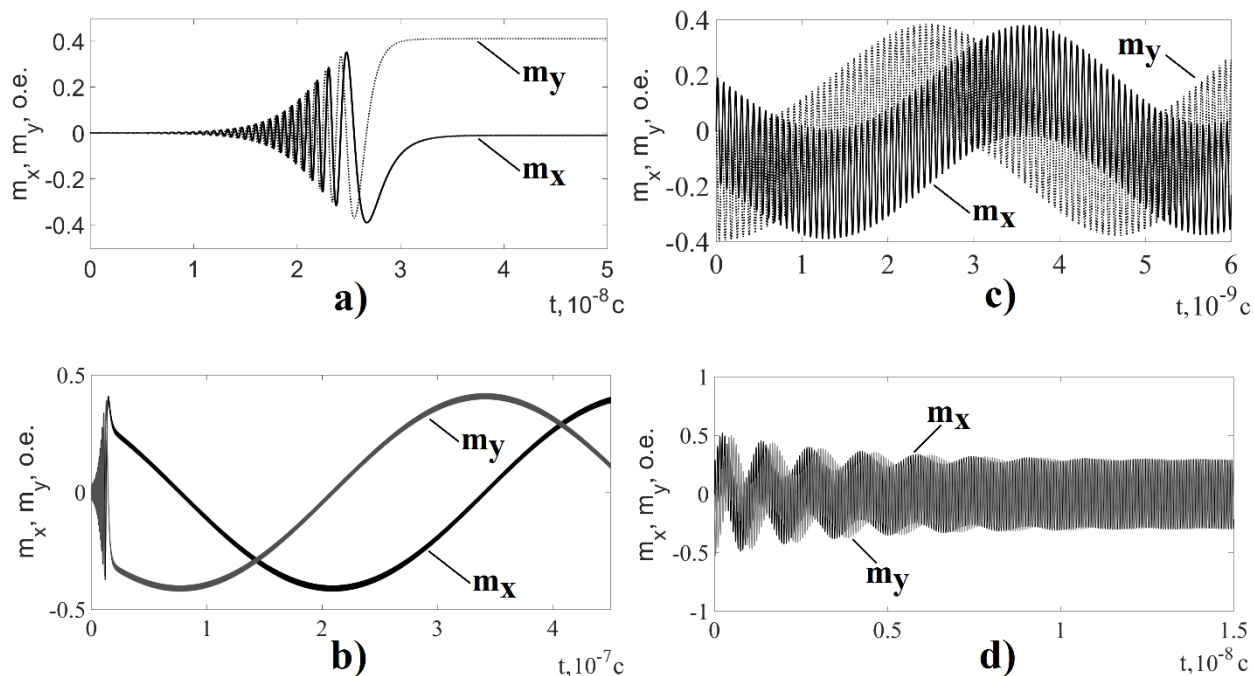 m_x, m_y, o.e.
0.4
0.2
0
-0.2
-0.4
m_y
m_x
0 1 2 3 4 5
t, 10^-8 c
a)
m_x, m_y, o.e.
0.4
0.2
0
-0.2
-0.4
m_y
m_x
0 1 2 3 4 5 6
t,10^-9 c
c)
m_x, m_y, o.e.
0.5
0
-0.5
m_y
m_x
0 1 2 3 4
t, 10^-7 c
b)
m_x, m_y, o.e.
1
0.5
0
-0.5
-1
m_x
m_y
0 0.5 1 1.5
t, 10^-8 c
d)